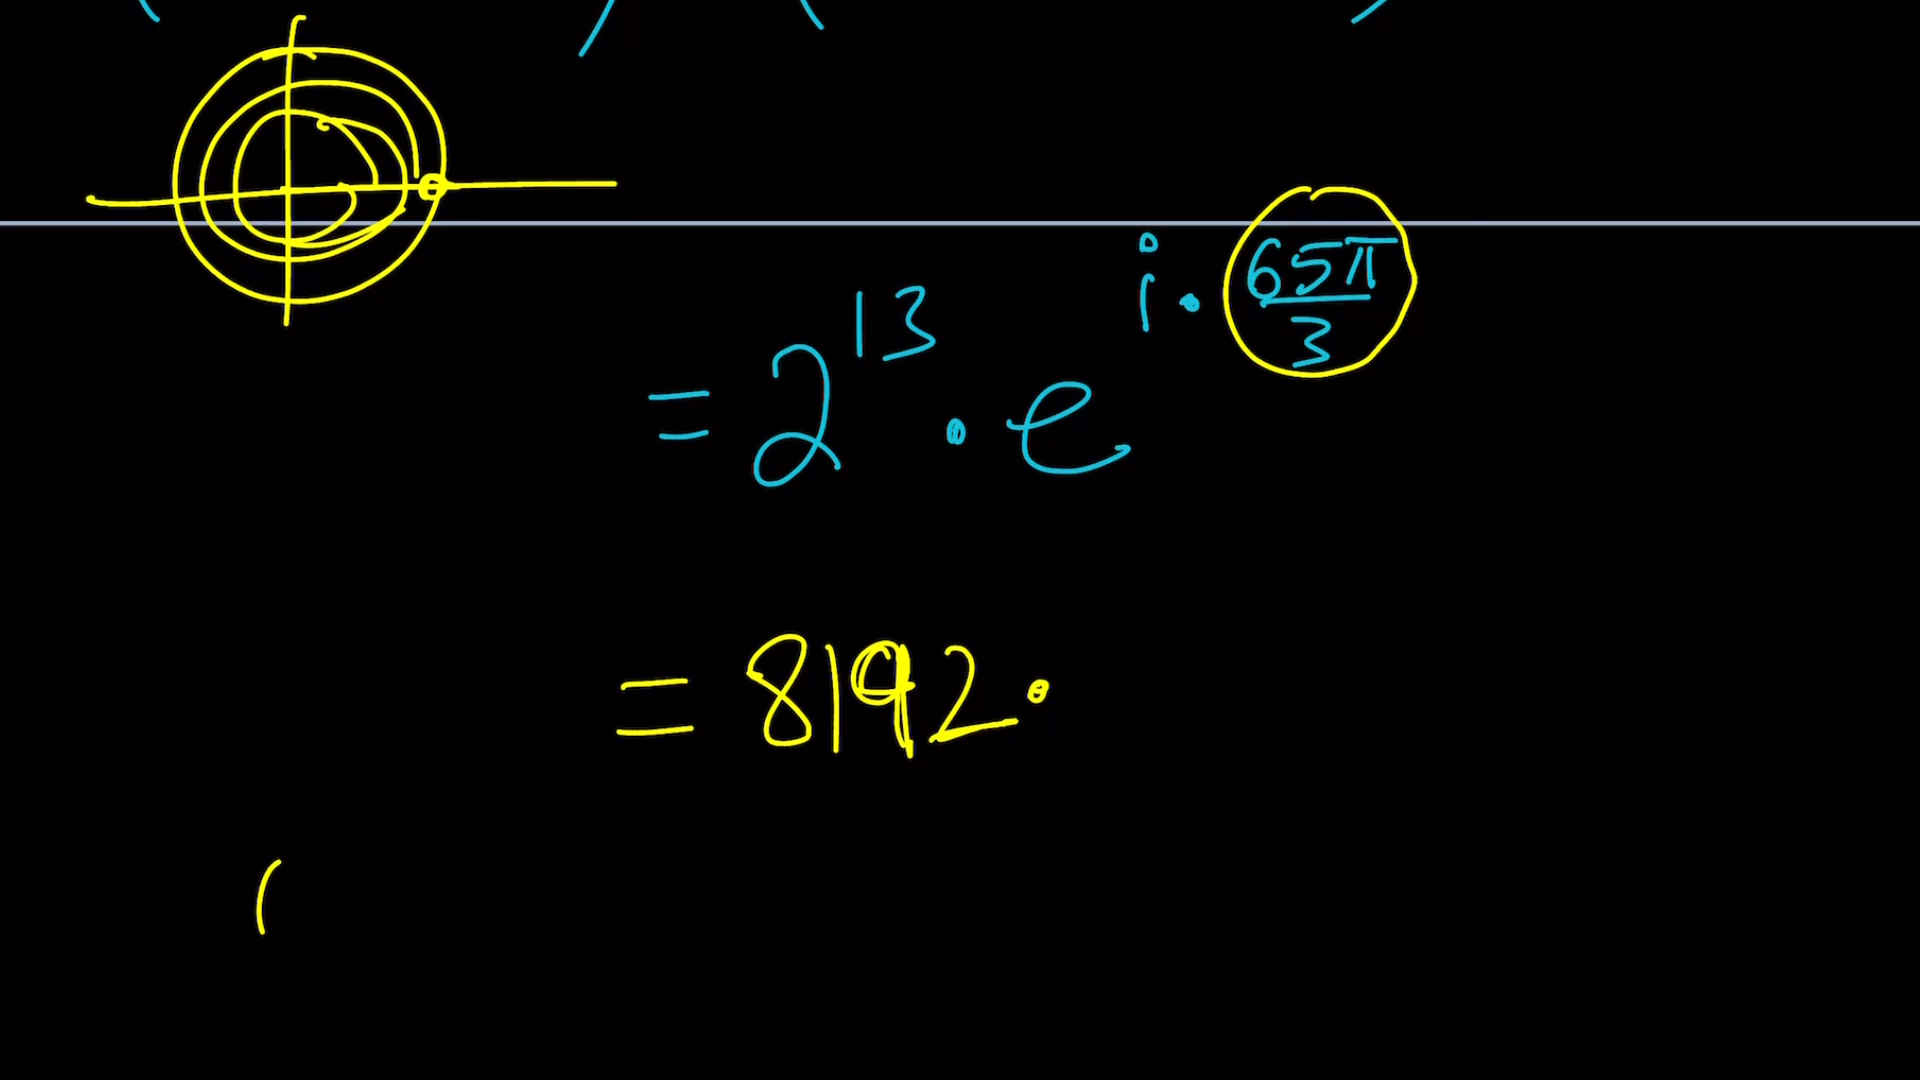 = 2^13 · e^(i · 65π/3)
= 8192 ·
(